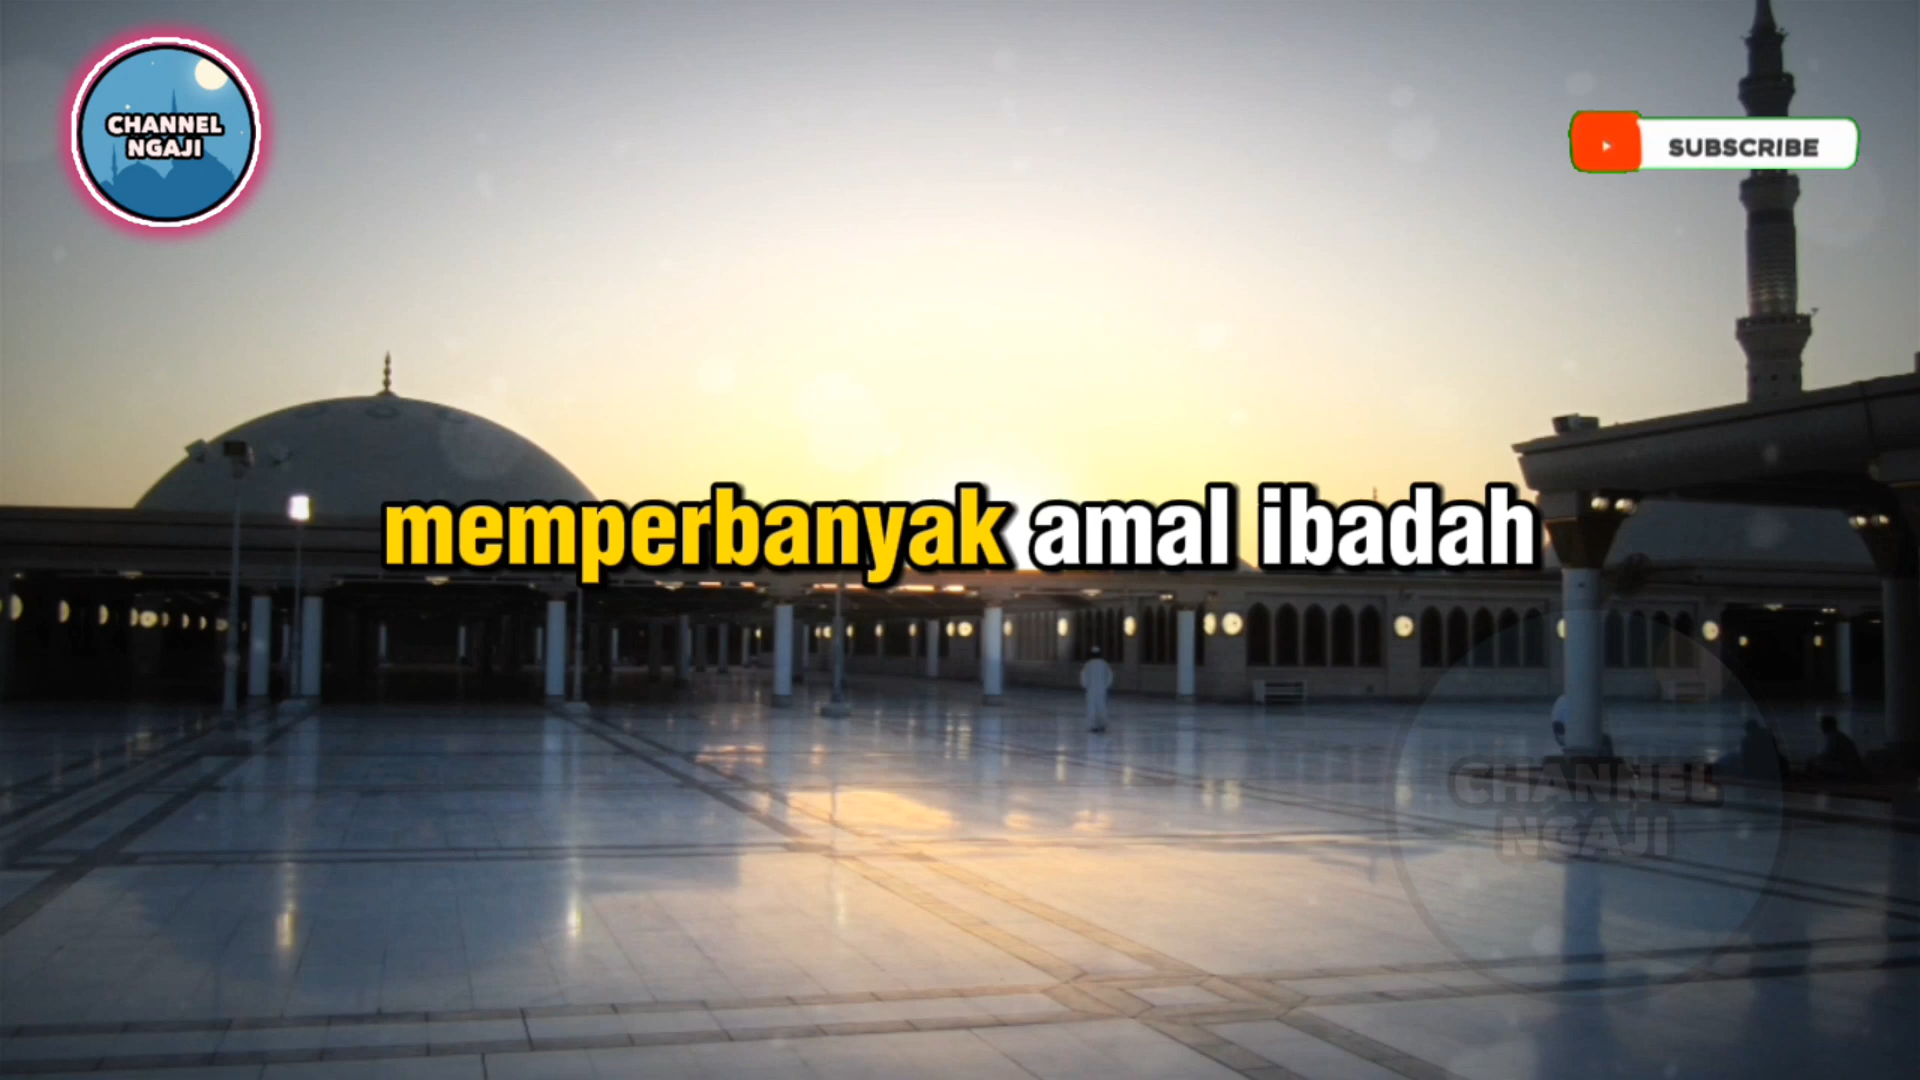 CHANNEL
NGAJI
SUBSCRIBE
memperbanyak amal ibadah
CHANNEL
NGAJI